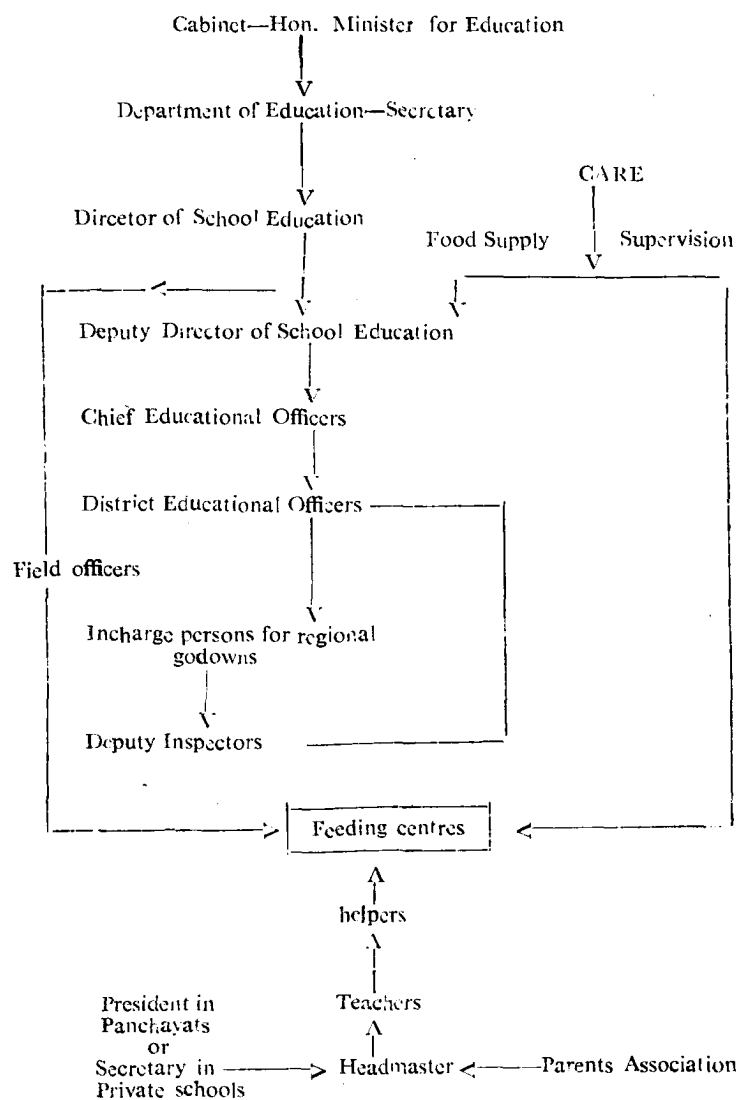 Cabinet—Hon. Minister for Education
Department of Education—Secretary
CARE
Dircetor of School Education
Food Supply Supervision
Deputy Director of School Education
Chief Educational Officers
District Educational Officers
Field officers
Incharge persons for regional
godowns
Deputy Inspectors
Feeding centres
helpers
Teachers
President in
Panchayats
or
Secretary in
Private schools
Headmaster
Parents Association